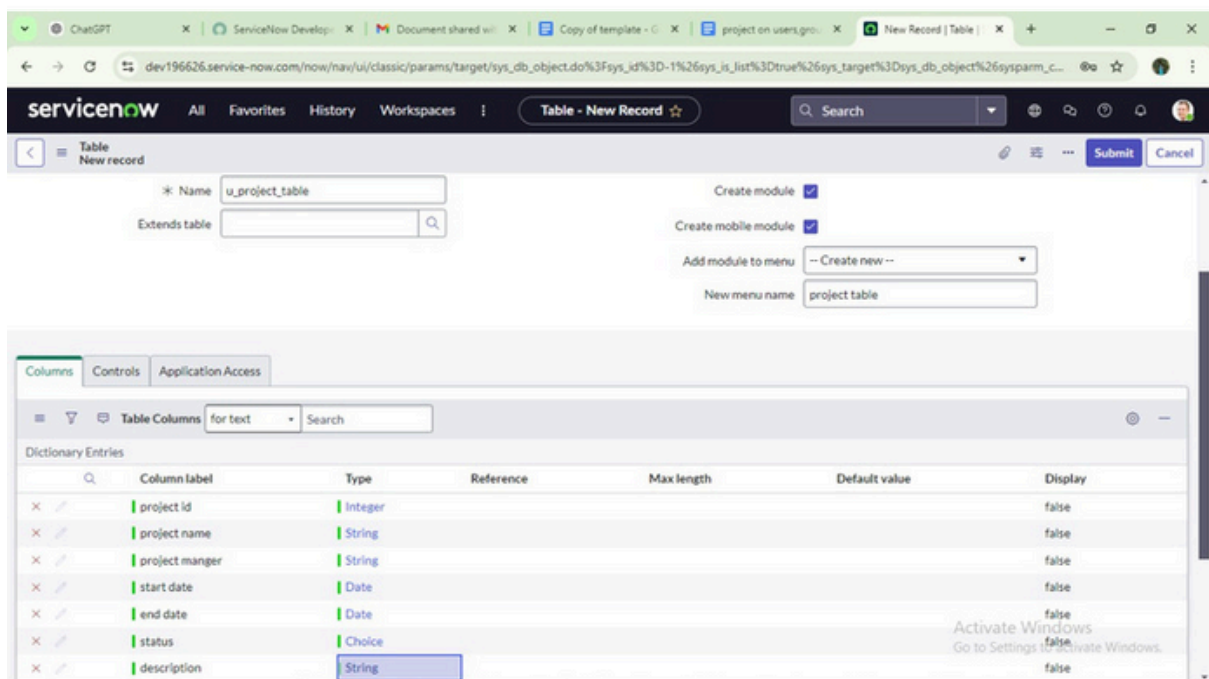 ChatGPT
ServiceNow Develop
Document shared wit
Copy of template - G
project on users,grou
New Record | Table |
dev196626.service-now.com/now/nav/ui/classic/params/target/sys_db_object.do%3Fsys_id%3D-1%26sys_is_list%3Dtrue%26sys_target%3Dsys_db_object%26sysparm_c...
servicenow All Favorites History Workspaces Table - New Record Search
Table
New record
Submit Cancel
* Name u_project_table Create module
Extends table Create mobile module
Add module to menu -- Create new --
New menu name project table
Columns Controls Application Access
Table Columns for text Search
Dictionary Entries
Column label Type Reference Max length Default value Display
project id Integer false
project name String false
project manger String false
start date Date false
end date Date false
status Choice false
description String false
Activate Windows
Go to Settings to activate Windows.